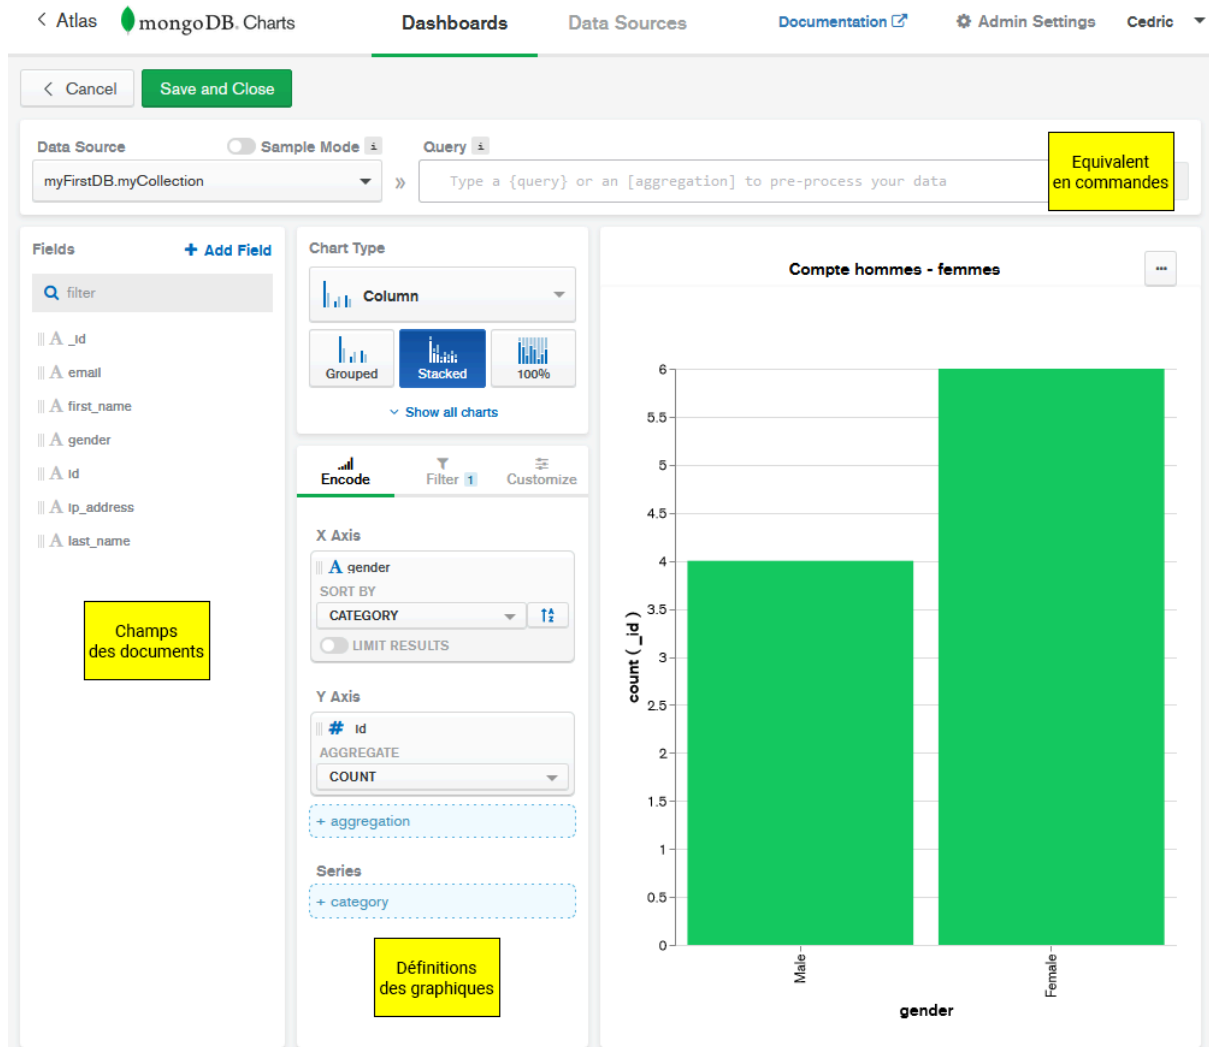 Atlas
mongoDB. Charts
Dashboards
Data Sources
Documentation
Admin Settings
Cedric
Cancel
Save and Close
Data Source
Sample Mode i
Query i
myFirstDB.myCollection
»
Type a {query} or an [aggregation] to pre-process your data
Equivalent
en commandes
Fields
+ Add Field
filter
A _id
A email
A first_name
A gender
A id
A ip_address
A last_name
Champs
des documents
Chart Type
Column
Grouped
Stacked
100%
Show all charts
Encode
Filter 1
Customize
X Axis
A gender
SORT BY
CATEGORY
LIMIT RESULTS
Y Axis
# id
AGGREGATE
COUNT
+ aggregation
Series
+ category
Définitions
des graphiques
Compte hommes - femmes
...
6
5.5
5
4.5
4
3.5
3
2.5
2
1.5
1
0.5
0
count ( _id )
Male
Female
gender